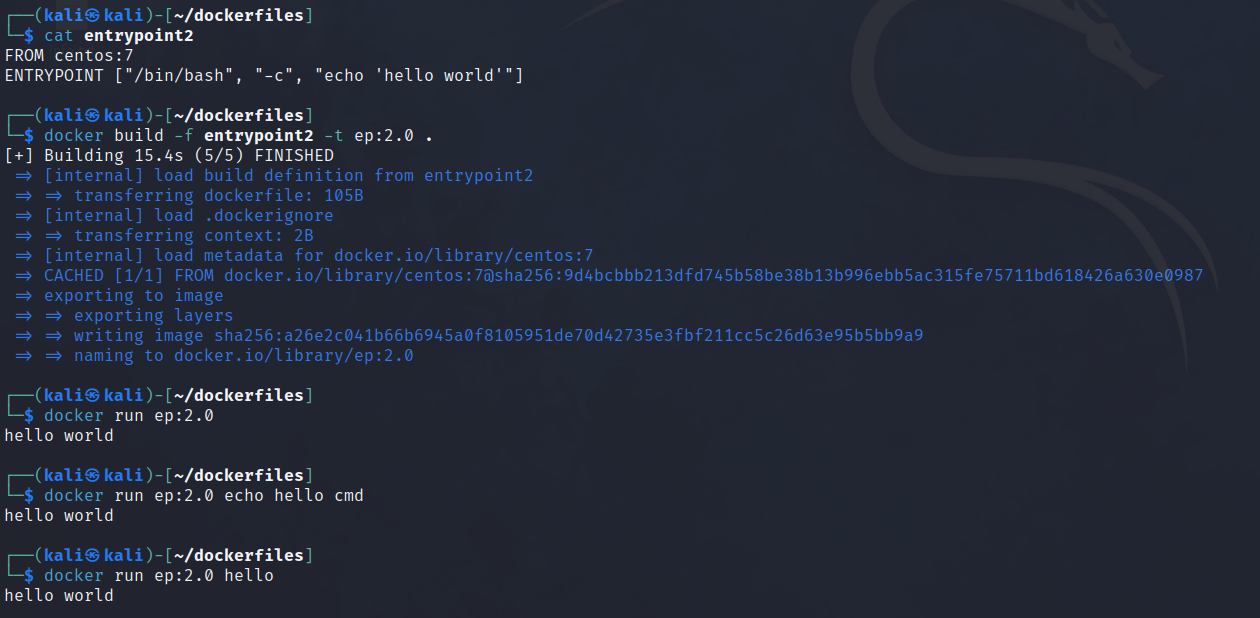 ┌──(kali㉿kali)-[~/dockerfiles]
└─$ cat entrypoint2
FROM centos:7
ENTRYPOINT ["/bin/bash", "-c", "echo 'hello world'"]
┌──(kali㉿kali)-[~/dockerfiles]
└─$ docker build -f entrypoint2 -t ep:2.0 .
[+] Building 15.4s (5/5) FINISHED
=> [internal] load build definition from entrypoint2
=> => transferring dockerfile: 105B
=> [internal] load .dockerignore
=> => transferring context: 2B
=> [internal] load metadata for docker.io/library/centos:7
=> CACHED [1/1] FROM docker.io/library/centos:7@sha256:9d4bcbbb213dfd745b58be38b13b996ebb5ac315fe75711bd618426a630e0987
=> exporting to image
=> => exporting layers
=> => writing image sha256:a26e2c041b66b6945a0f8105951de70d42735e3fbf211cc5c26d63e95b5bb9a9
=> => naming to docker.io/library/ep:2.0
┌──(kali㉿kali)-[~/dockerfiles]
└─$ docker run ep:2.0
hello world
┌──(kali㉿kali)-[~/dockerfiles]
└─$ docker run ep:2.0 echo hello cmd
hello world
┌──(kali㉿kali)-[~/dockerfiles]
└─$ docker run ep:2.0 hello
hello world